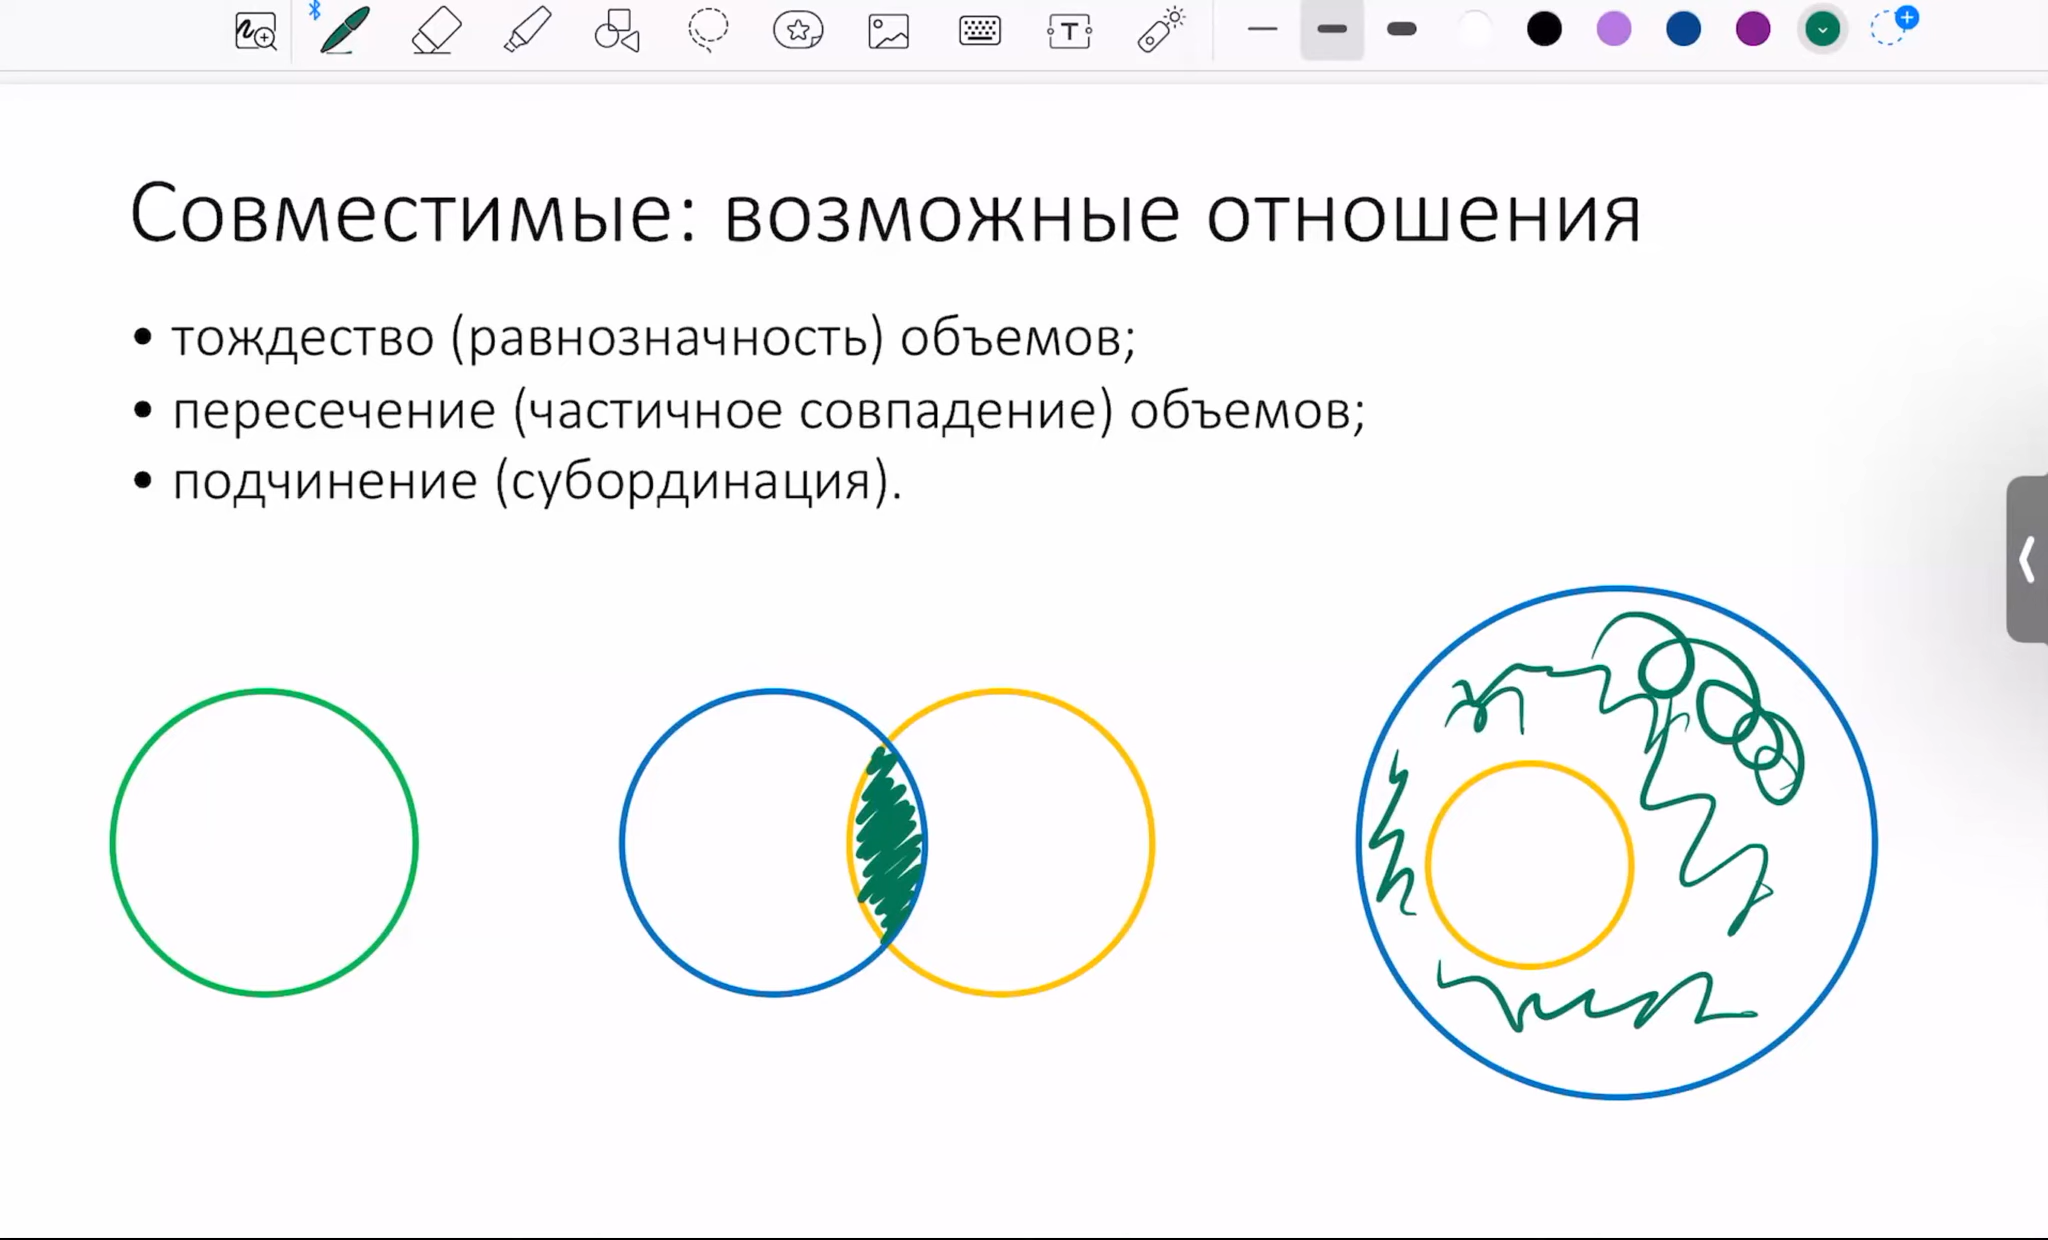 Совместимые: возможные отношения
• тождество (равнозначность) объемов;
• пересечение (частичное совпадение) объемов;
• подчинение (субординация).